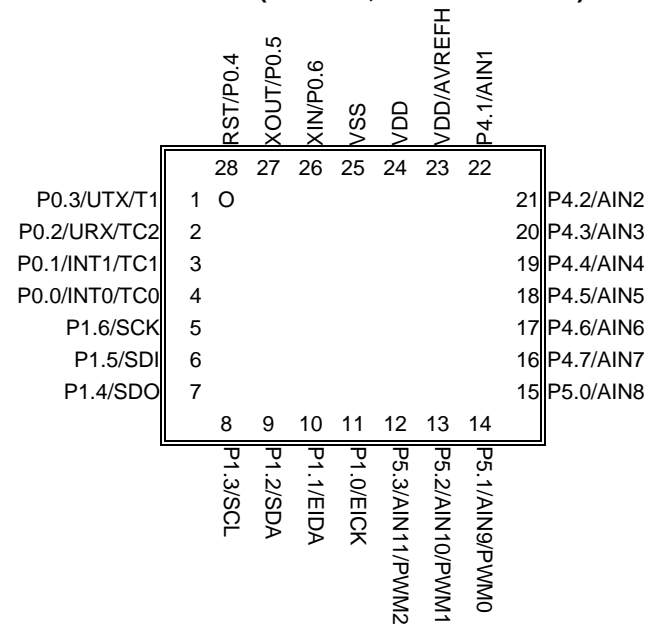 RST/P0.4
XOUT/P0.5
XIN/P0.6
VSS
VDD
VDD/AVREFH
P4.1/AIN1
28 27 26 25 24 23 22
P0.3/UTX/T1 1 O 21 P4.2/AIN2
P0.2/URX/TC2 2 20 P4.3/AIN3
P0.1/INT1/TC1 3 19 P4.4/AIN4
P0.0/INT0/TC0 4 18 P4.5/AIN5
P1.6/SCK 5 17 P4.6/AIN6
P1.5/SDI 6 16 P4.7/AIN7
P1.4/SDO 7 15 P5.0/AIN8
8 9 10 11 12 13 14
P1.3/SCL
P1.2/SDA
P1.1/EIDA
P1.0/EICK
P5.3/AIN11/PWM2
P5.2/AIN10/PWM1
P5.1/AIN9/PWM0